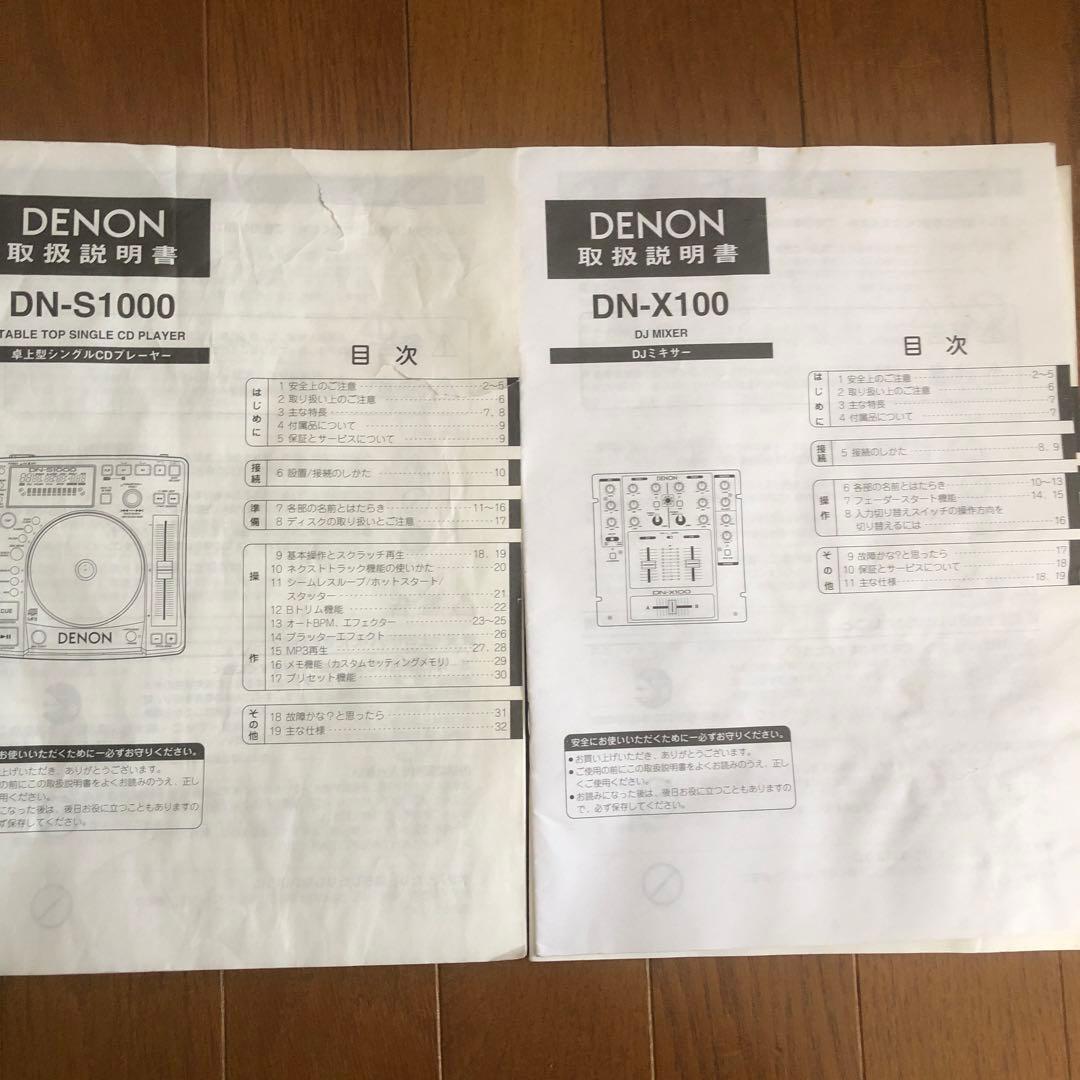 DENON
取扱説明書
DN-S1000
TABLE TOP SINGLE CD PLAYER
卓上型シングルCDプレーヤー
目次
はじめに
1 安全上のご注意 2～5
2 取り扱い上のご注意 6
3 主な特長 7、8
4 付属品について 9
5 保証とサービスについて 9
接続
6 設置/接続のしかた 10
準備
7 各部の名前とはたらき 11～16
8 ディスクの取り扱いとご注意 17
操作
9 基本操作とスクラッチ再生 18、19
10 ネクストトラック機能の使いかた 20
11 シームレスループ/ホットスタート/
スタッター 21
12 Bトリム機能 22
13 オートBPM、エフェクター 23～25
14 プラッターエフェクト 26
15 MP3再生 27、28
16 メモ機能（カスタムセッティングメモリ） 29
17 プリセット機能 30
その他
18 故障かな？と思ったら 31
19 主な仕様 32
DN-S1000
CUE
DENON
お使いいただくために―必ずお守りください。
上げいただき、ありがとうございます。
の前にこの取扱説明書をよくお読みのうえ、正し
用ください。
になった後は、後日お役に立つこともありますの
ず保存してください。
DENON
取扱説明書
DN-X100
DJ MIXER
DJミキサー
目次
はじめに
1 安全上のご注意 2～5
2 取り扱い上のご注意 6
3 主な特長 7
4 付属品について 7
接続
5 接続のしかた 8、9
操作
6 各部の名前とはたらき 10～13
7 フェーダースタート機能 14、15
8 入力切り替えスイッチの操作方向を
切り替えるには 16
その他
9 故障かな?と思ったら 17
10 保証とサービスについて 18
11 主な仕様 18、19
DENON
DN-X100
A
B
安全にお使いいただくために―必ずお守りください。
●お買い上げいただき、ありがとうございます。
●ご使用の前にこの取扱説明書をよくお読みのうえ、正し
くご使用ください。
●お読みになった後は、後日お役に立つこともありますの
で、必ず保存してください。